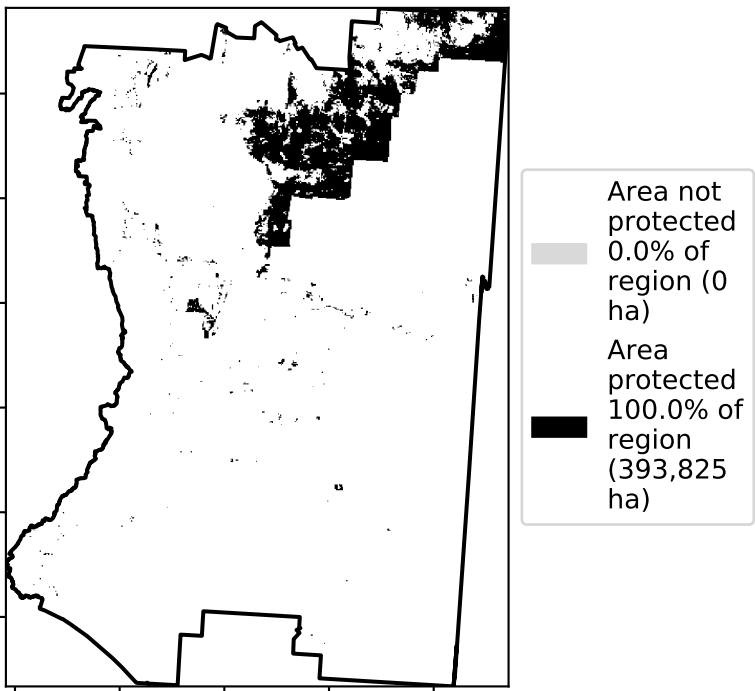 Area not
protected
0.0% of
region (0
ha)
Area
protected
100.0% of
region
(393,825
ha)